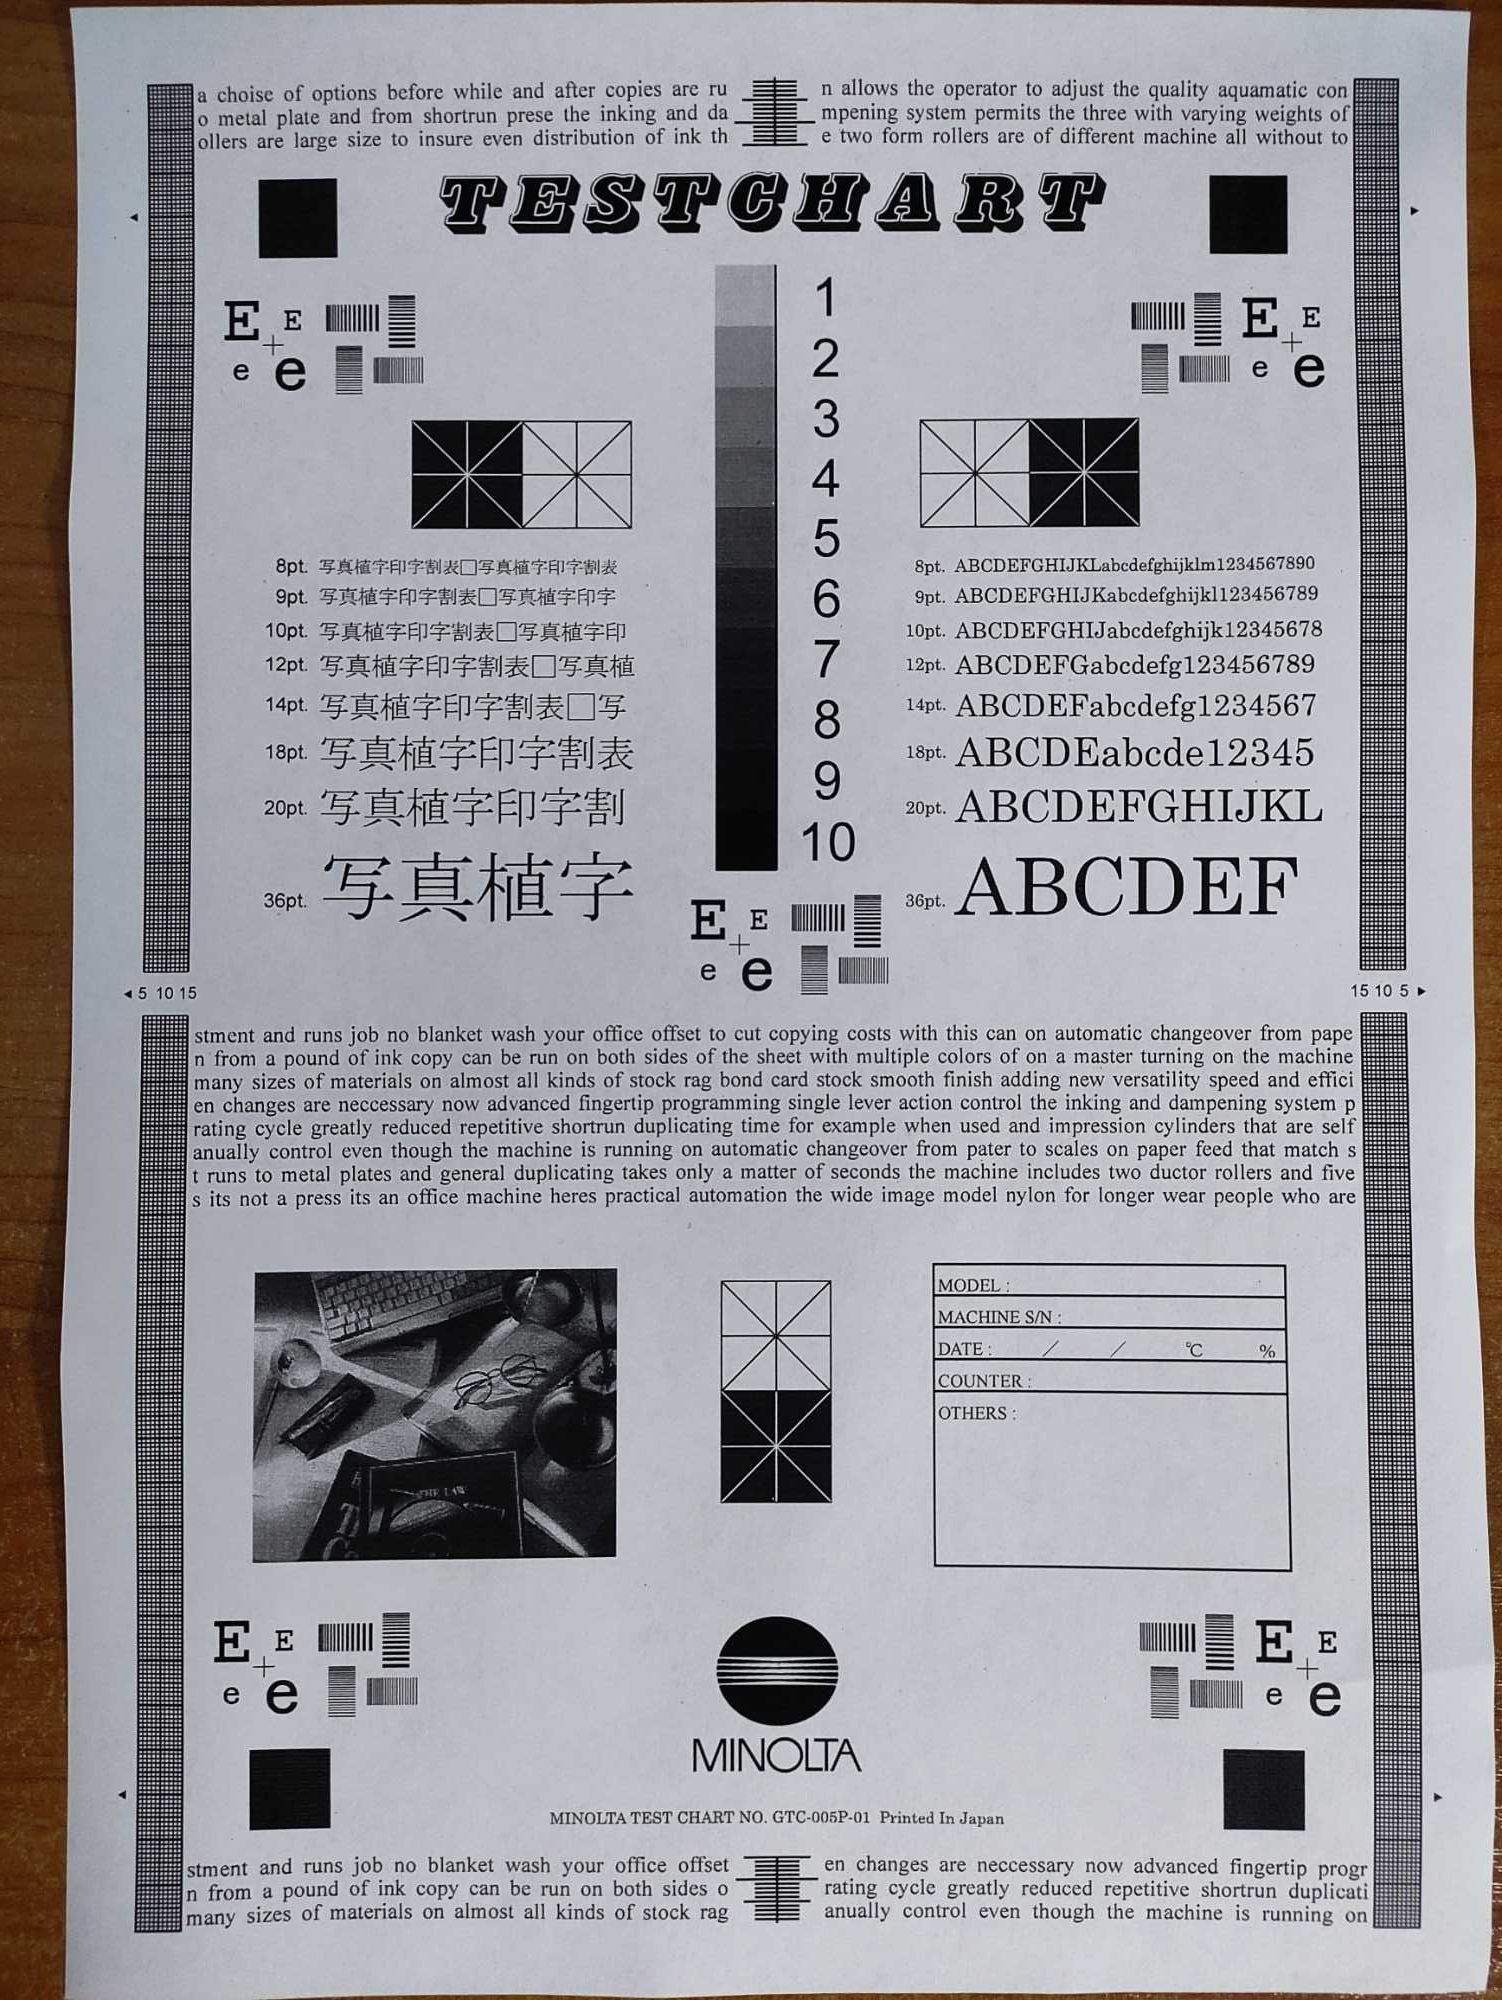 a choise of options before while and after copies are ru
o metal plate and from shortrun prese the inking and da
ollers are large size to insure even distribution of ink th
n allows the operator to adjust the quality aquamatic con
mpening system permits the three with varying weights of
e two form rollers are of different machine all without to
TESTCHART
E E
e e
E E
e e
1
2
3
4
5
6
7
8
9
10
8pt. 写真植字印字割表□写真植字印字割表
9pt. 写真植字印字割表□写真植字印字
10pt. 写真植字印字割表□写真植字印
12pt. 写真植字印字割表□写真植
14pt. 写真植字印字割表□写
18pt. 写真植字印字割表
20pt. 写真植字印字割
36pt. 写真植字
8pt. ABCDEFGHIJKLabcdefghijklm1234567890
9pt. ABCDEFGHIJKabcdefghijkl123456789
10pt. ABCDEFGHIJabcdefghijk12345678
12pt. ABCDEFGabcdefg123456789
14pt. ABCDEFabcdefg1234567
18pt. ABCDEabcde12345
20pt. ABCDEFGHIJKL
36pt. ABCDEF
E E
e e
5 10 15
15 10 5
stment and runs job no blanket wash your office offset to cut copying costs with this can on automatic changeover from pape
n from a pound of ink copy can be run on both sides of the sheet with multiple colors of on a master turning on the machine
many sizes of materials on almost all kinds of stock rag bond card stock smooth finish adding new versatility speed and effici
en changes are neccessary now advanced fingertip programming single lever action control the inking and dampening system p
rating cycle greatly reduced repetitive shortrun duplicating time for example when used and impression cylinders that are self
anually control even though the machine is running on automatic changeover from pater to scales on paper feed that match s
t runs to metal plates and general duplicating takes only a matter of seconds the machine includes two ductor rollers and five
s its not a press its an office machine heres practical automation the wide image model nylon for longer wear people who are
THE LAW
MODEL :
MACHINE S/N :
DATE : / / ℃ %
COUNTER :
OTHERS :
E E
e e
E E
e e
MINOLTA
MINOLTA TEST CHART NO. GTC-005P-01 Printed In Japan
stment and runs job no blanket wash your office offset
n from a pound of ink copy can be run on both sides o
many sizes of materials on almost all kinds of stock rag
en changes are neccessary now advanced fingertip progr
rating cycle greatly reduced repetitive shortrun duplicati
anually control even though the machine is running on